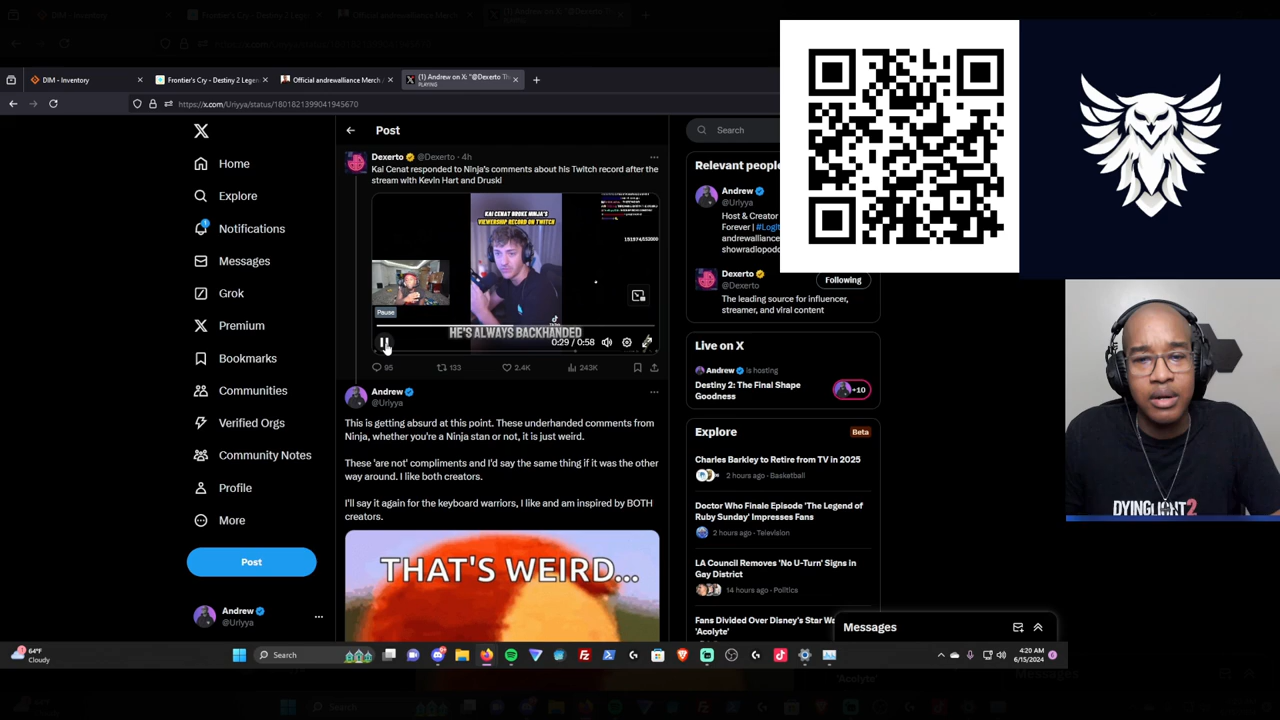 DIM - Inventory
Frontier's Cry - Destiny 2 Lege
Official andrewalliance Merch
(1) Andrew on X: "@Dexerto Th
PLAYING
https://x.com/Uriyya/status/1801821399041945670
Home
Explore
Notifications
Messages
Grok
Premium
Bookmarks
Communities
Verified Orgs
Community Notes
Profile
More
Post
Andrew
@Uriyya
Post
Dexerto @Dexerto · 4h
Kai Cenat responded to Ninja's comments about his Twitch record after the
stream with Kevin Hart and Druski
KAI CENAT BROKE NINJA'S
VIEWERSHIP RECORD ON TWITCH
Pause
HE'S ALWAYS BACKHANDED
0:29 / 0:58
95
133
2.4K
243K
Andrew
@Uriyya
This is getting absurd at this point. These underhanded comments from
Ninja, whether you're a Ninja stan or not, it is just weird.
These 'are not' compliments and I'd say the same thing if it was the other
way around. I like both creators.
I'll say it again for the keyboard warriors, I like and am inspired by BOTH
creators.
THAT'S WEIRD...
Search
Relevant people
Andrew
@Uriyya
Host & Creator
Forever | #Logit
andrewalliance
showradiopodc
Dexerto
@Dexerto
Following
The leading source for influencer,
streamer, and viral content
Live on X
Andrew is hosting
Destiny 2: The Final Shape
Goodness
+10
Explore
Beta
Charles Barkley to Retire from TV in 2025
2 hours ago · Basketball
Doctor Who Finale Episode 'The Legend of
Ruby Sunday' Impresses Fans
2 hours ago · Television
LA Council Removes 'No U-Turn' Signs in
Gay District
14 hours ago · Politics
Fans Divided Over Disney's Star Wa
'Acolyte'
Messages
DYINGLIGHT2
64°F
Cloudy
Search
4:20 AM
6/15/2024